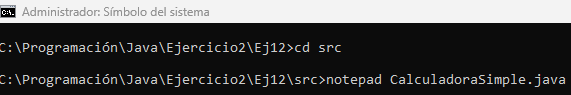 Administrador: Símbolo del sistema
C:\Programación\Java\Ejercicio2\Ej12>cd src
C:\Programación\Java\Ejercicio2\Ej12\src>notepad CalculadoraSimple.java